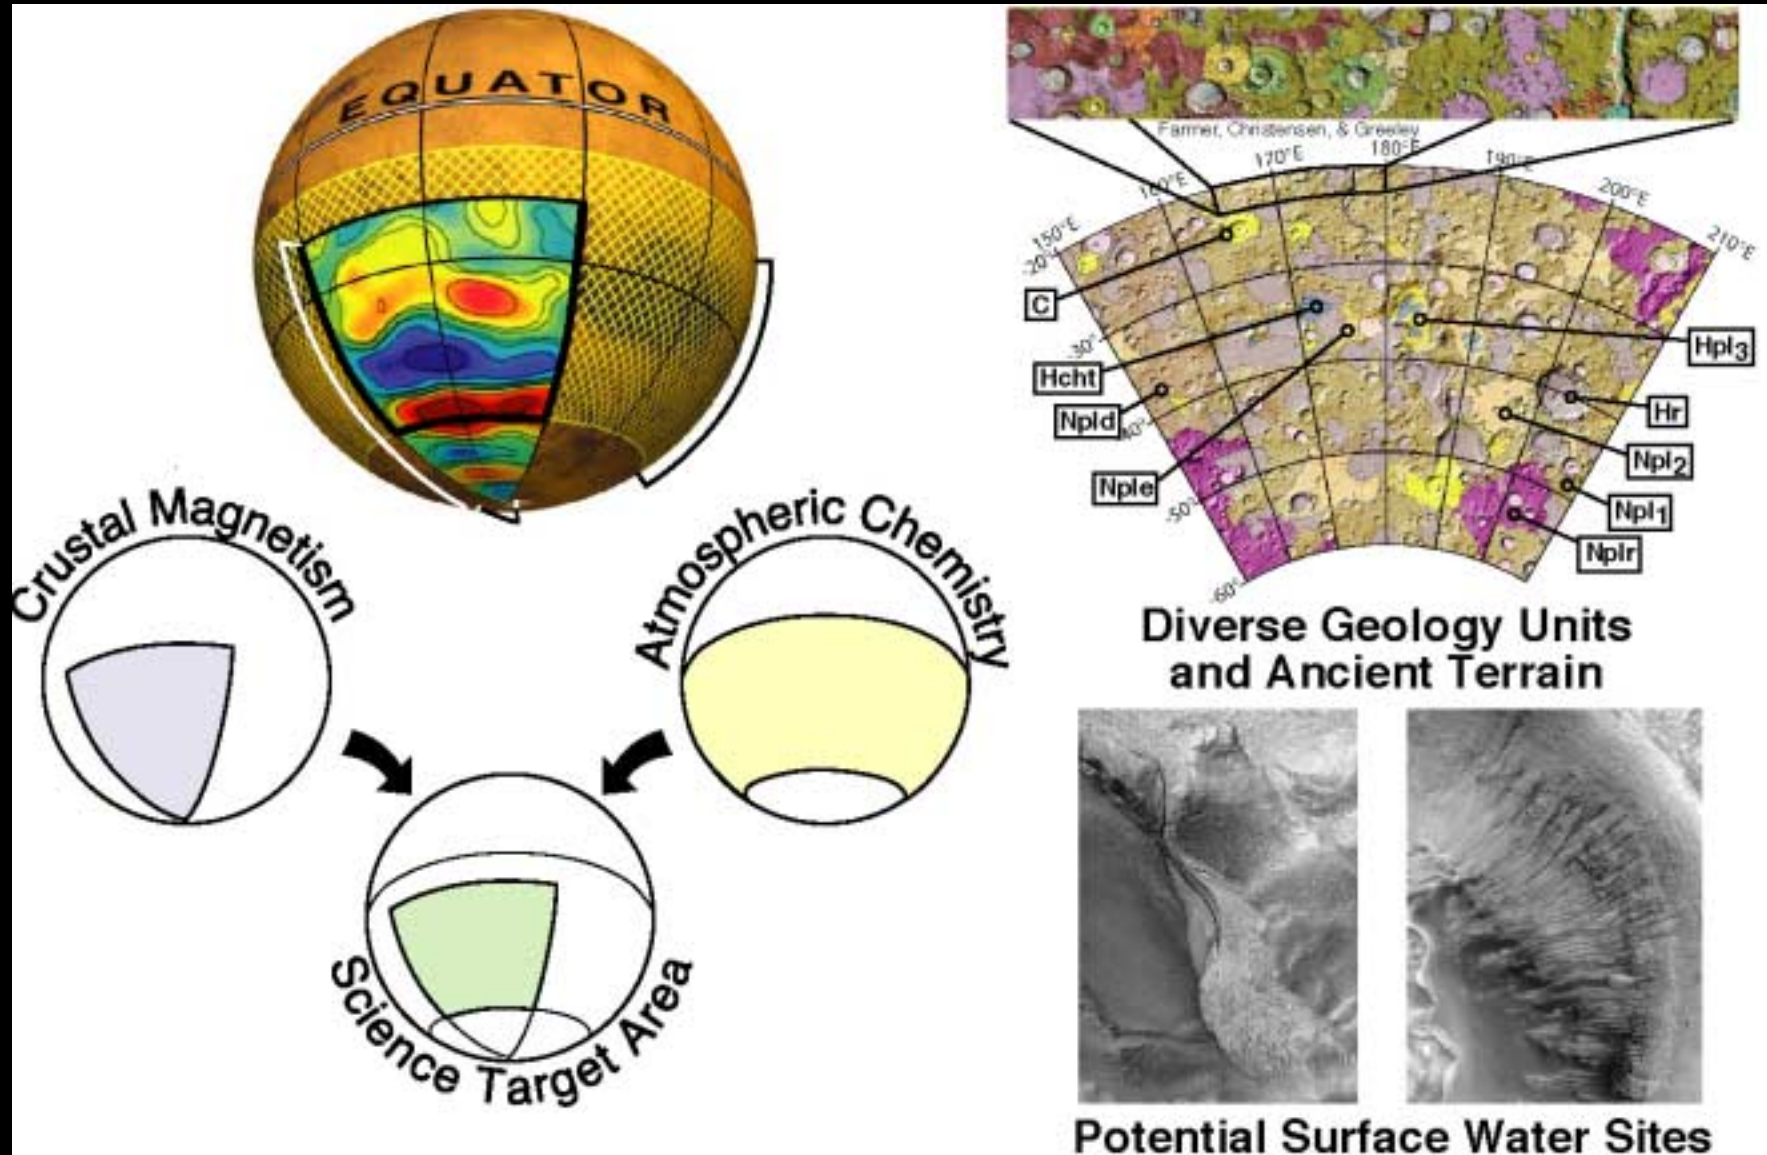 EQUATOR
Crustal Magnetism
Atmospheric Chemistry
Science Target Area
Farmer, Christensen, & Greeley
150°E
160°E
170°E
180°E
190°E
200°E
210°E
-20°
-30°
-40°
-50°
-60°
C
Hcht
Npld
Nple
Hpl3
Hr
Npl2
Npl1
Nplr
Diverse Geology Units
and Ancient Terrain
Potential Surface Water Sites